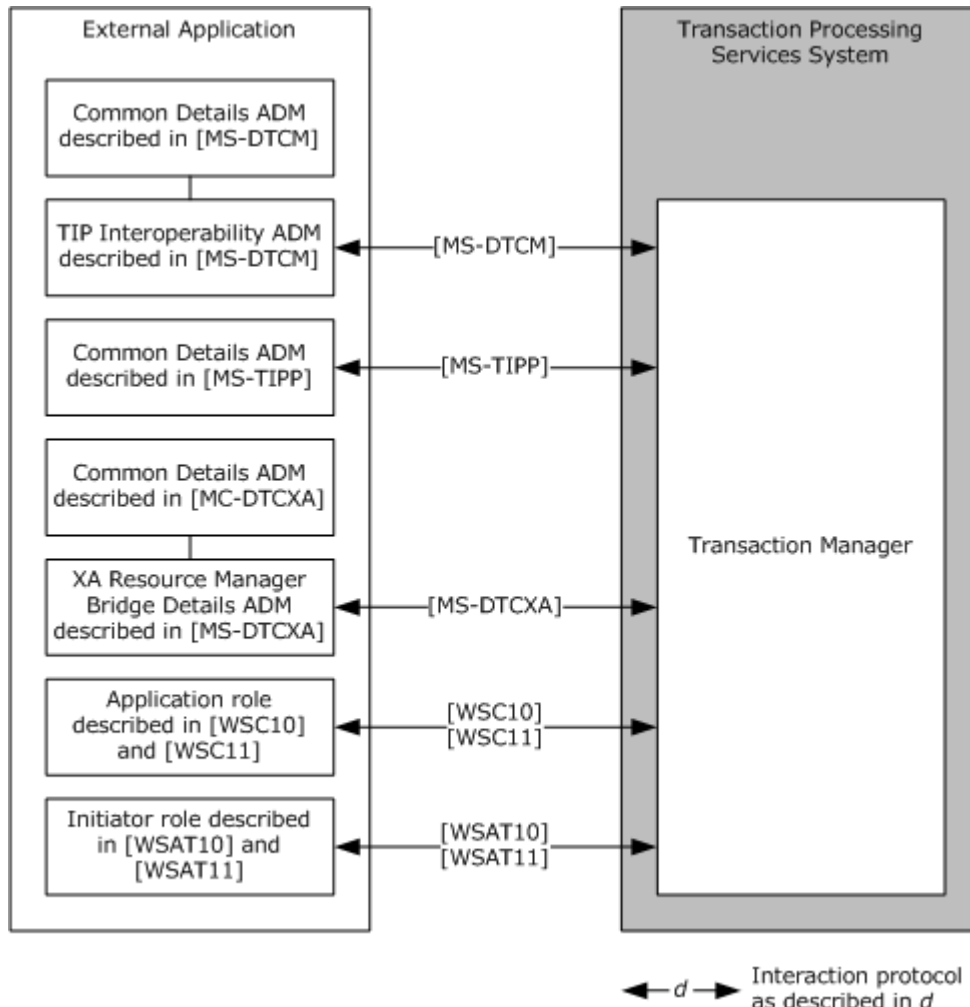 External Application
Transaction Processing
Services System
Common Details ADM
described in [MS-DTCM]
TIP Interoperability ADM
described in [MS-DTCM]
[MS-DTCM]
Common Details ADM
described in [MS-TIPP]
[MS-TIPP]
Common Details ADM
described in [MC-DTCXA]
Transaction Manager
XA Resource Manager
Bridge Details ADM
described in [MS-DTCXA]
[MS-DTCXA]
Application role
described in [WSC10]
and [WSC11]
[WSC10]
[WSC11]
Initiator role described
in [WSAT10] and
[WSAT11]
[WSAT10]
[WSAT11]
d
Interaction protocol
as described in d